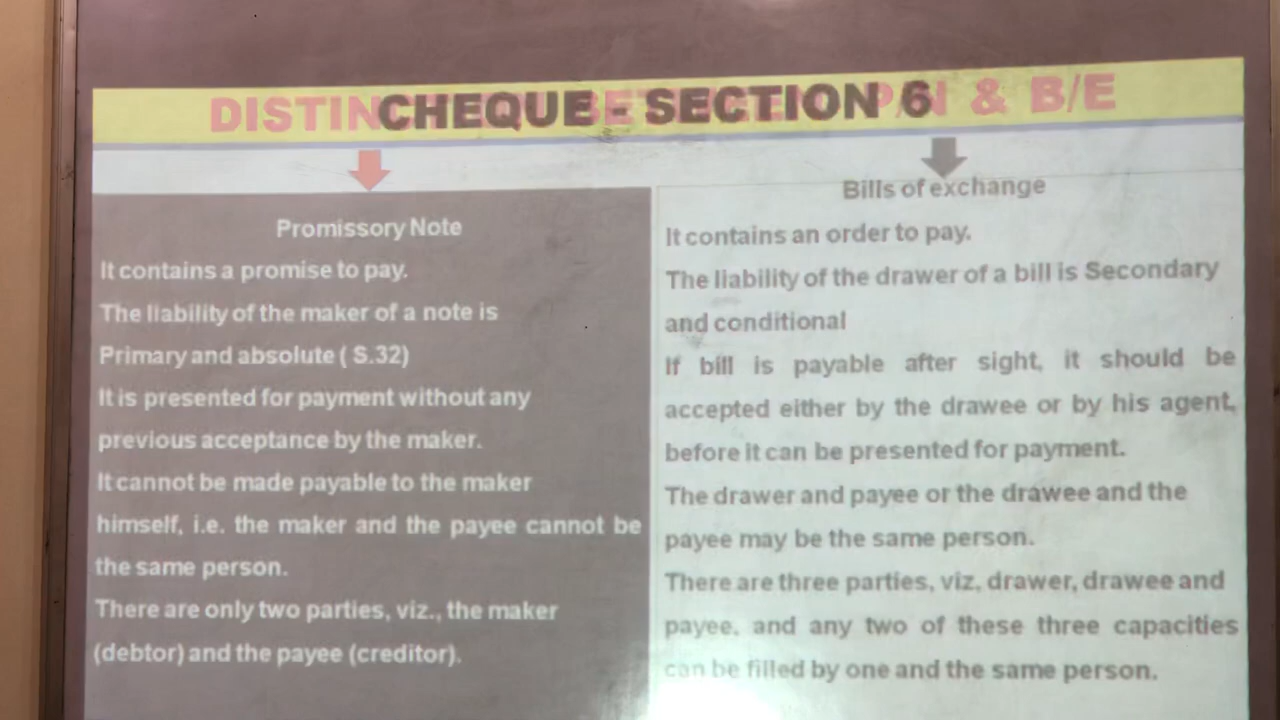 DISTIN
CHEQUE - SECTION 6
& B/E
Promissory Note
It contains a promise to pay.
The liability of the maker of a note is
Primary and absolute ( S.32)
It is presented for payment without any
previous acceptance by the maker.
It cannot be made payable to the maker
himself, i.e. the maker and the payee cannot be
the same person.
There are only two parties, viz., the maker
(debtor) and the payee (creditor).
Bills of exchange
It contains an order to pay.
The liability of the drawer of a bill is Secondary
and conditional
If bill is payable after sight, it should be
accepted either by the drawee or by his agent,
before it can be presented for payment.
The drawer and payee or the drawee and the
payee may be the same person.
There are three parties, viz, drawer, drawee and
payee, and any two of these three capacities
can be filled by one and the same person.